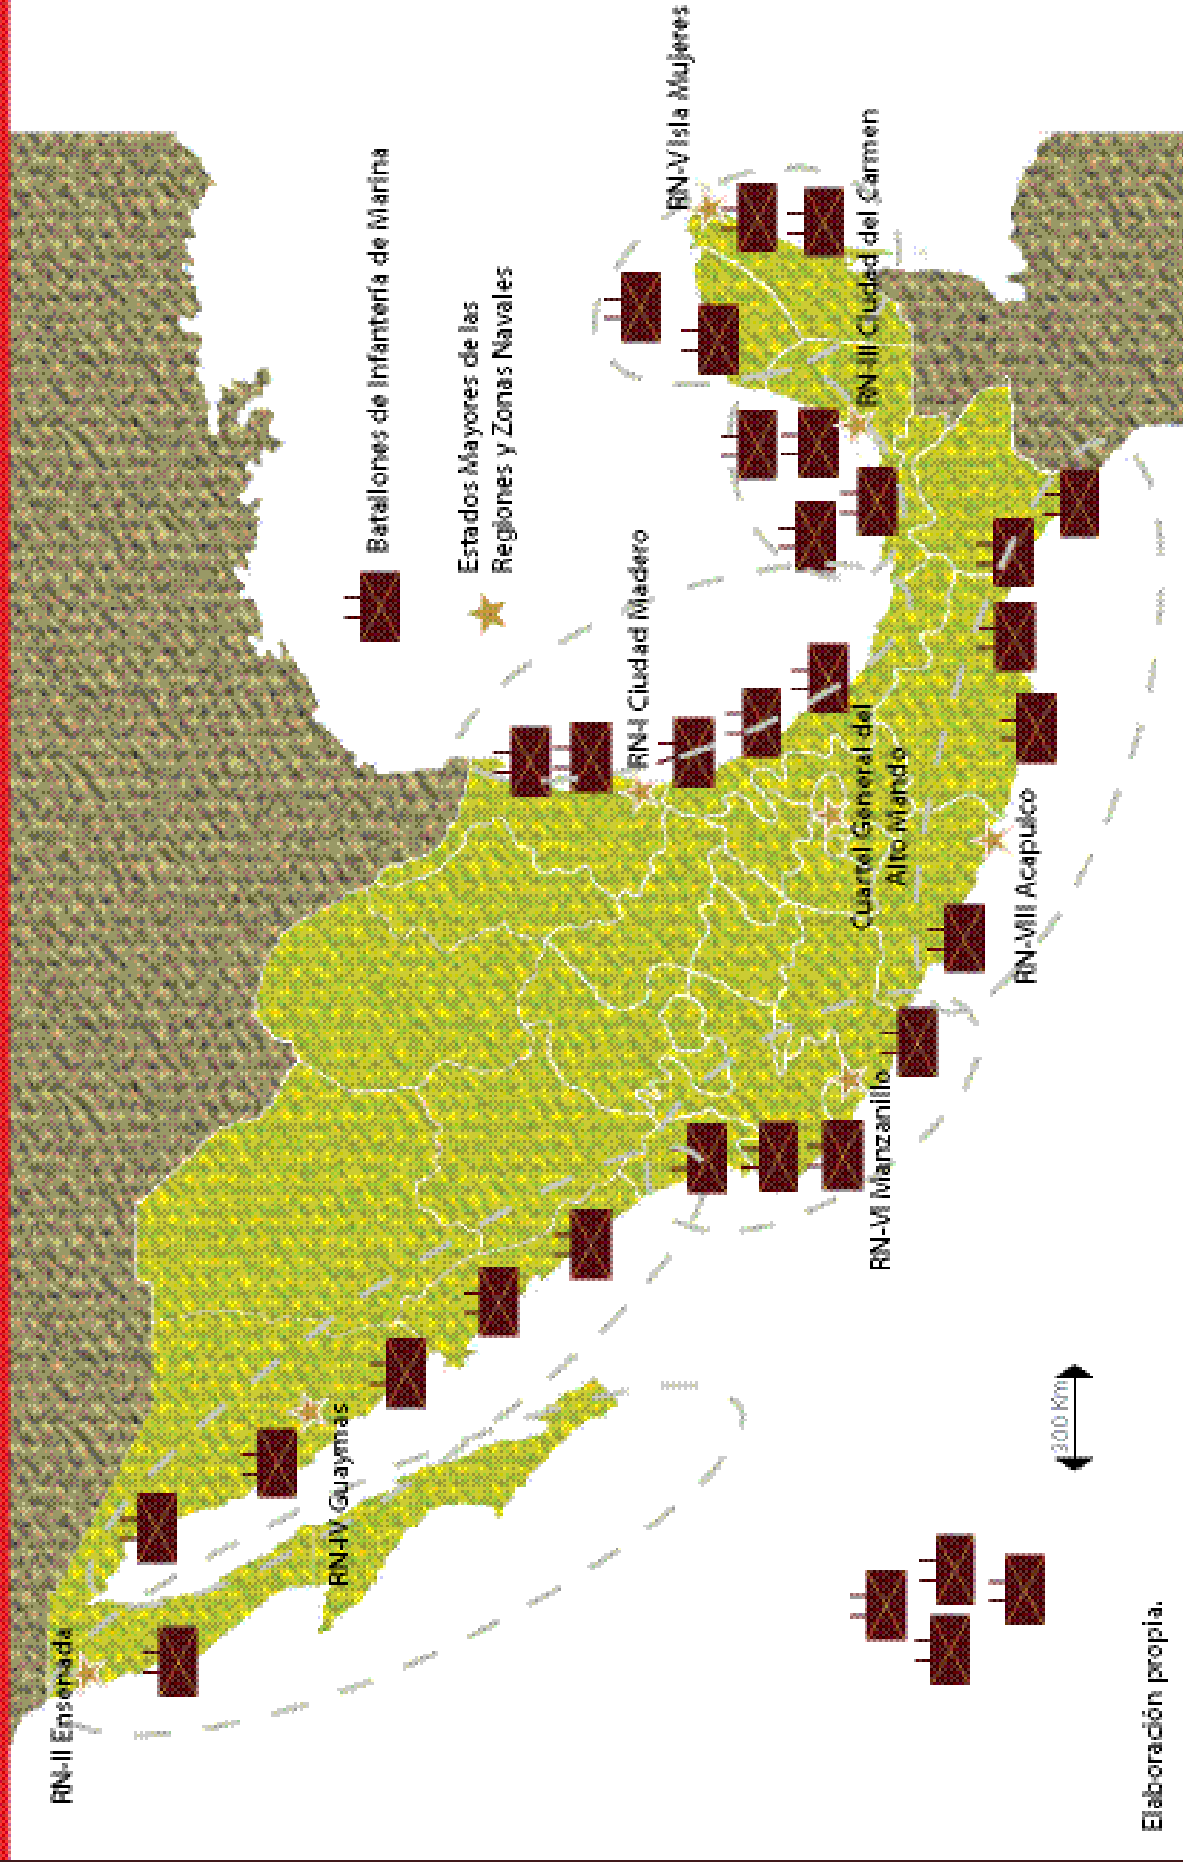 RN-II Ensenada
RN-IV Guaymas
RN-VI Manzanillo
Cuartel General del
Alto Mando
RN-VIII Acapulco
RN-I Ciudad Madero
RN-III Ciudad del Carmen
RN-V Isla Mujeres
Batallones de Infantería de Marina
Estados Mayores de las
Regiones y Zonas Navales
300 Km
Elaboración propia.